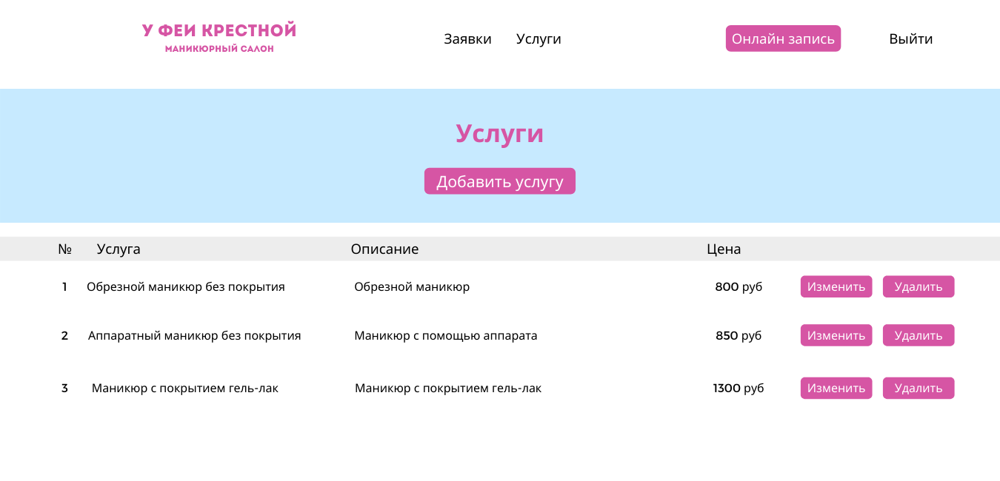 У ФЕИ КРЕСТНОЙ
МАНИКЮРНЫЙ САЛОН
Заявки Услуги Онлайн запись Выйти
Услуги
Добавить услугу
№ Услуга Описание Цена
1 Обрезной маникюр без покрытия Обрезной маникюр 800 руб Изменить Удалить
2 Аппаратный маникюр без покрытия Маникюр с помощью аппарата 850 руб Изменить Удалить
3 Маникюр с покрытием гель-лак Маникюр с покрытием гель-лак 1300 руб Изменить Удалить